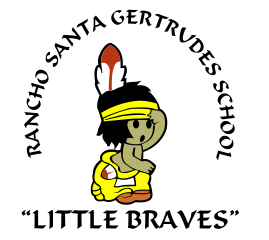 RANCHO SANTA GERTRUDES SCHOOL
"LITTLE BRAVES"